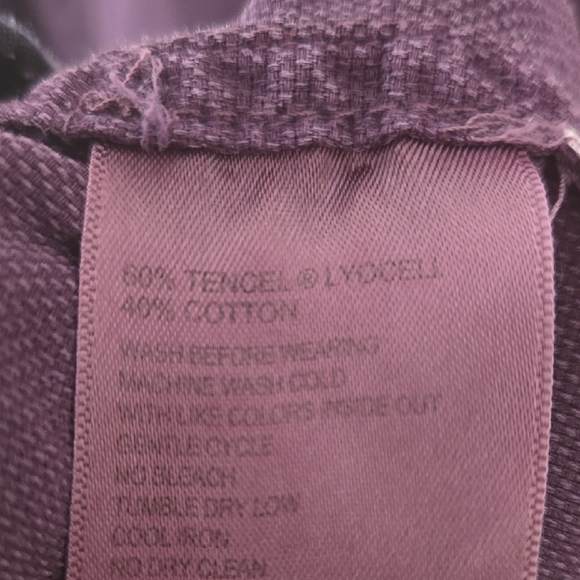 60% TENCEL ® LYOCELL
40% COTTON
WASH BEFORE WEARING
MACHINE WASH COLD
WITH LIKE COLORS INSIDE OUT
GENTLE CYCLE
NO BLEACH
TUMBLE DRY LOW
COOL IRON
NO DRY CLEAN